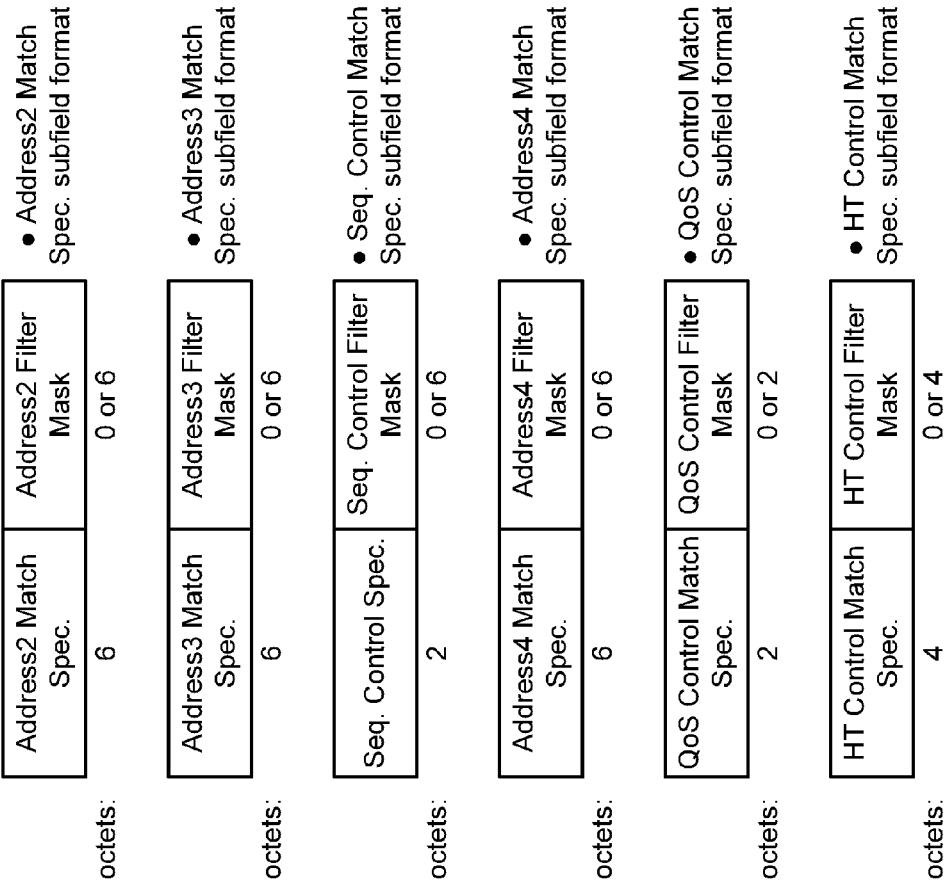 Address2 Match
Spec.
Address2 Filter
Mask
• Address2 Match
Spec. subfield format
octets:
6
0 or 6
Address3 Match
Spec.
Address3 Filter
Mask
• Address3 Match
Spec. subfield format
octets:
6
0 or 6
Seq. Control Spec.
Seq. Control Filter
Mask
• Seq. Control Match
Spec. subfield format
octets:
2
0 or 6
Address4 Match
Spec.
Address4 Filter
Mask
• Address4 Match
Spec. subfield format
octets:
6
0 or 6
QoS Control Match
Spec.
QoS Control Filter
Mask
• QoS Control Match
Spec. subfield format
octets:
2
0 or 2
HT Control Match
Spec.
HT Control Filter
Mask
• HT Control Match
Spec. subfield format
octets:
4
0 or 4